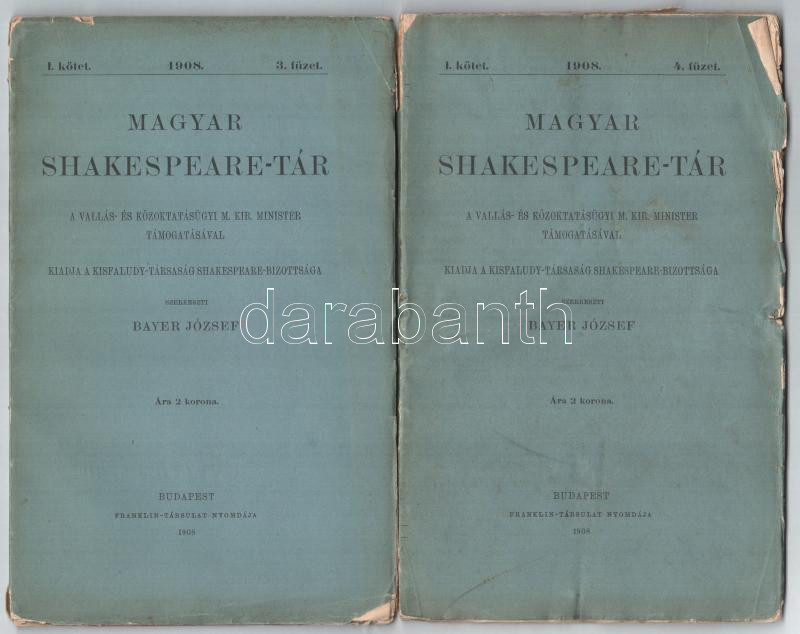 I. kötet. 1908. 3. füzet.
MAGYAR
SHAKESPEARE-TÁR
A VALLÁS- ÉS KÖZOKTATÁSÜGYI M. KIR. MINISTER
TÁMOGATÁSÁVAL
KIADJA A KISFALUDY-TÁRSASÁG SHAKESPEARE-BIZOTTSÁGA
SZERKESZTI
BAYER JÓZSEF
Ára 2 korona.
BUDAPEST
FRANKLIN-TÁRSULAT NYOMDÁJA
1908
I. kötet. 1908. 4. füzet.
MAGYAR
SHAKESPEARE-TÁR
A VALLÁS- ÉS KÖZOKTATÁSÜGYI M. KIR. MINISTER
TÁMOGATÁSÁVAL
KIADJA A KISFALUDY-TÁRSASÁG SHAKESPEARE-BIZOTTSÁGA
SZERKESZTI
BAYER JÓZSEF
Ára 2 korona.
BUDAPEST
FRANKLIN-TÁRSULAT NYOMDÁJA
1908
darabanth.com